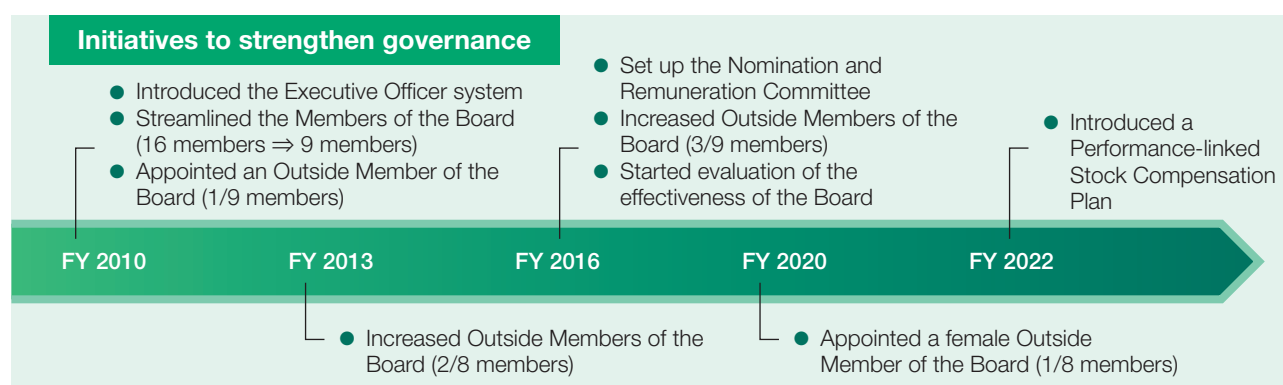 Initiatives to strengthen governance
● Introduced the Executive Officer system
● Streamlined the Members of the Board
(16 members ⇒ 9 members)
● Appointed an Outside Member of the
Board (1/9 members)
● Set up the Nomination and
Remuneration Committee
● Increased Outside Members of the
Board (3/9 members)
● Started evaluation of the
effectiveness of the Board
● Introduced a
Performance-linked
Stock Compensation
Plan
FY 2010
FY 2013
FY 2016
FY 2020
FY 2022
● Increased Outside Members of the
Board (2/8 members)
● Appointed a female Outside
Member of the Board (1/8 members)